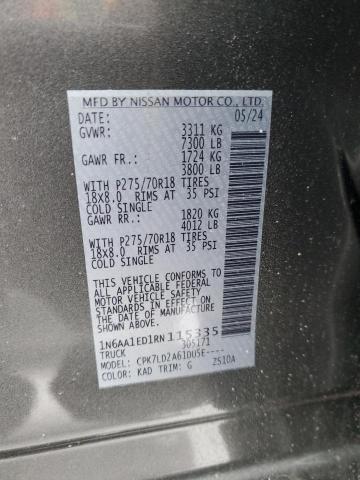 MFD BY NISSAN MOTOR CO., LTD.
DATE: 05/24
GVWR: 3311 KG
7300 LB
GAWR FR.: 1724 KG
3800 LB
WITH P275/70R18 TIRES
18X8.0 RIMS AT 35 PSI
COLD SINGLE
GAWR RR.: 1820 KG
4012 LB
WITH P275/70R18 TIRES
18X8.0 RIMS AT 35 PSI
COLD SINGLE
THIS VEHICLE CONFORMS TO
ALL APPLICABLE FEDERAL
MOTOR VEHICLE SAFETY
STANDARDS IN EFFECT ON
THE DATE OF MANUFACTURE
SHOWN ABOVE.
1N6AA1ED1RN 115335
TRUCK 305171
MODEL: CPK7LD2A61DU5E----
COLOR: KAD TRIM: G 2510A